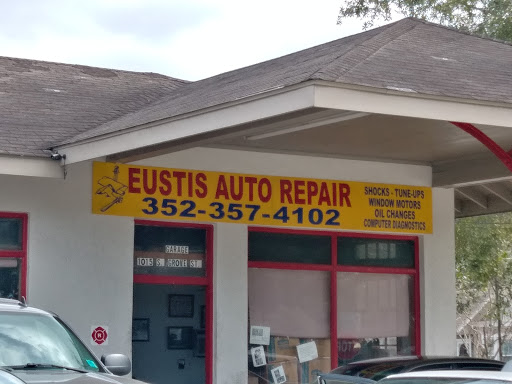 EUSTIS AUTO REPAIR
352-357-4102
SHOCKS - TUNE-UPS
WINDOW MOTORS
OIL CHANGES
COMPUTER DIAGNOSTICS
GARAGE
1015 S. GROVE ST.